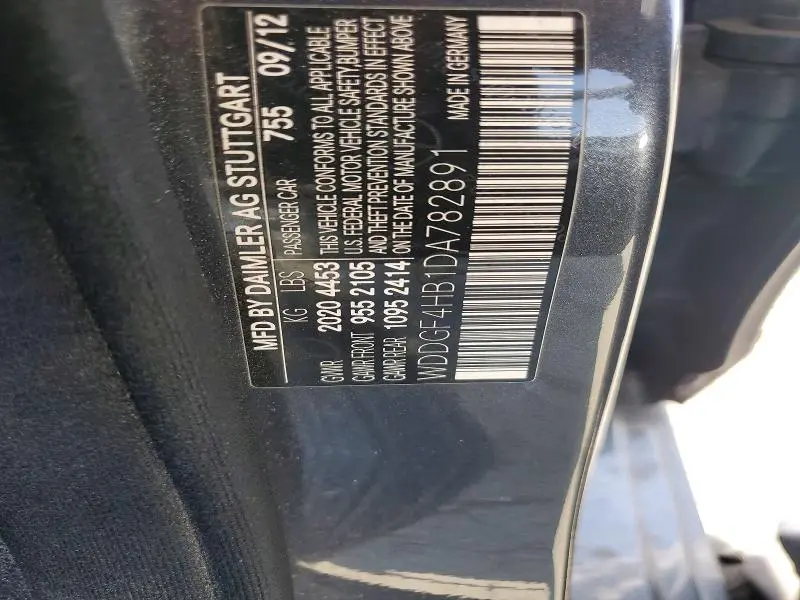 MFD BY DAIMLER AG STUTTGART
755 09/12
KG LBS PASSENGER CAR
GVWR 2020 4453 THIS VEHICLE CONFORMS TO ALL APPLICABLE
GAWR FRONT 955 2105 U.S. FEDERAL MOTOR VEHICLE SAFETY,BUMPER
GAWR REAR 1095 2414 AND THEFT PREVENTION STANDARDS IN EFFECT
ON THE DATE OF MANUFACTURE SHOWN ABOVE
WDDGF4HB1DA782891 MADE IN GERMANY